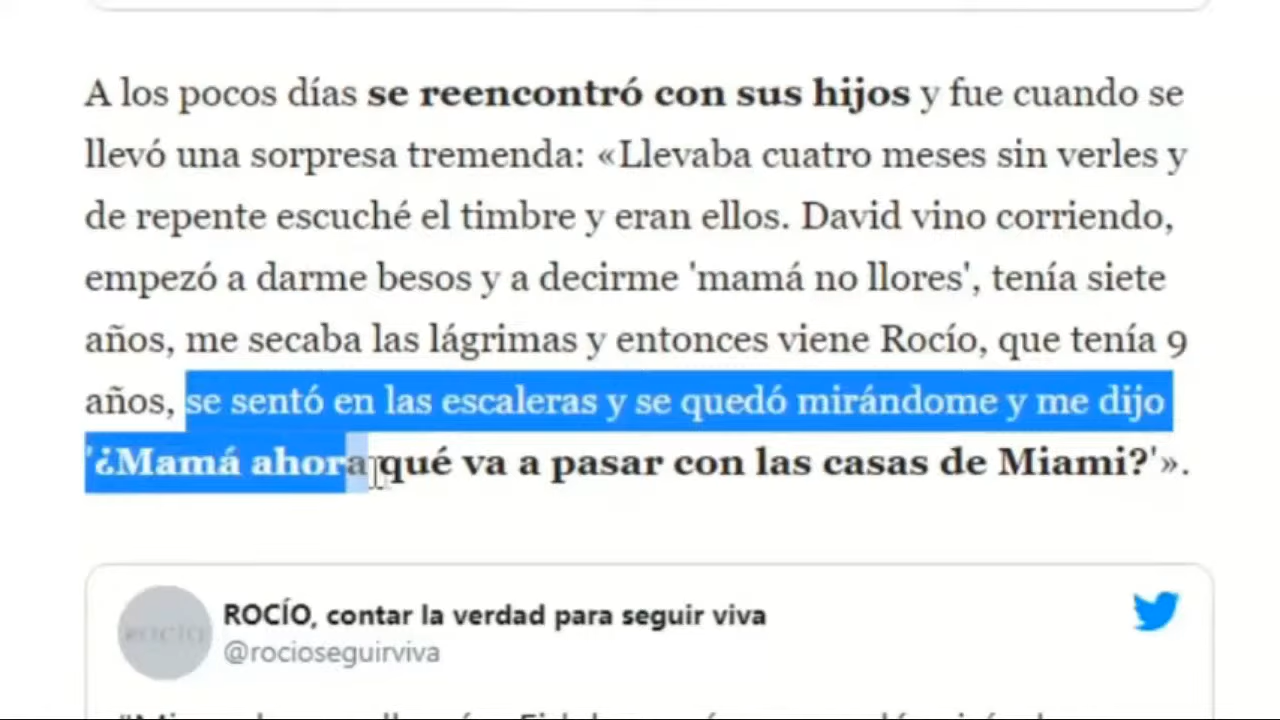 A los pocos días se reencontró con sus hijos y fue cuando se
llevó una sorpresa tremenda: «Llevaba cuatro meses sin verles y
de repente escuché el timbre y eran ellos. David vino corriendo,
empezó a darme besos y a decirme 'mamá no llores', tenía siete
años, me secaba las lágrimas y entonces viene Rocío, que tenía 9
años, se sentó en las escaleras y se quedó mirándome y me dijo
'¿Mamá ahora qué va a pasar con las casas de Miami?'».
ROCÍO
ROCÍO, contar la verdad para seguir viva
@rocioseguirviva